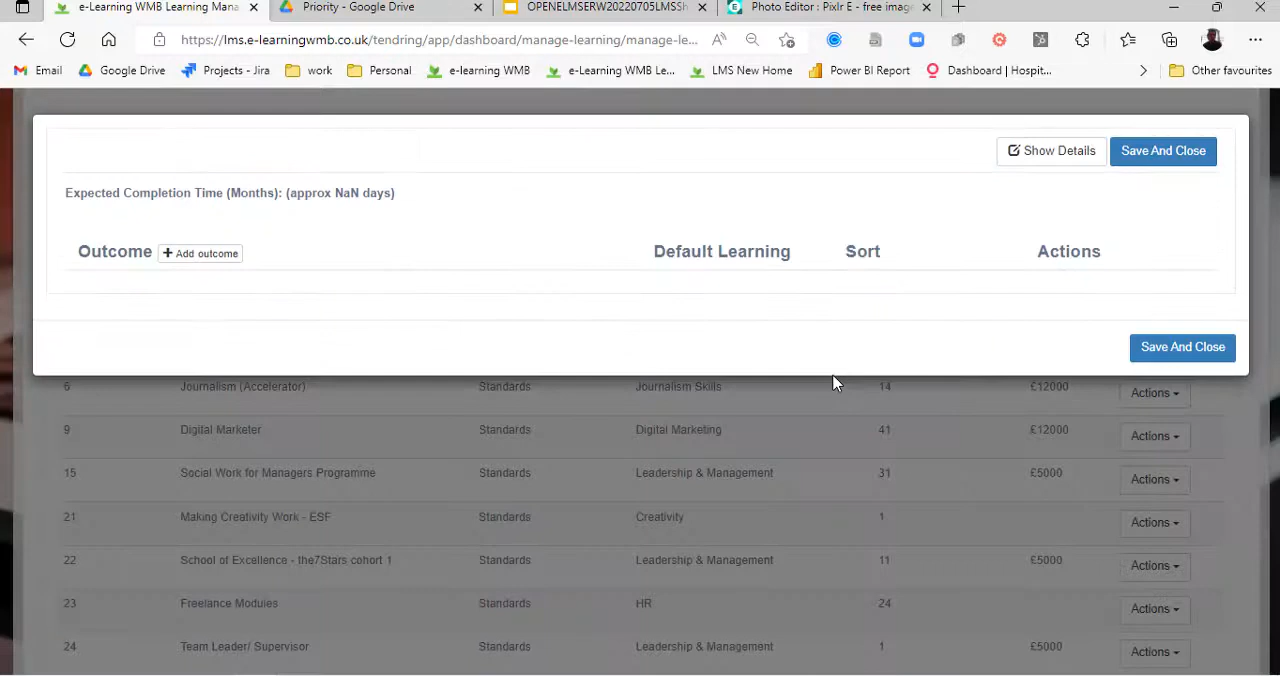 e-Learning WMB Learning Mana
Priority - Google Drive
OPENELMSERW20220705LMSSh
Photo Editor : Pixlr E - free imag
https://lms.e-learningwmb.co.uk/tendring/app/dashboard/manage-learning/manage-le...
Email
Google Drive
Projects - Jira
work
Personal
e-learning WMB
e-Learning WMB Le...
LMS New Home
Power BI Report
Dashboard | Hospit...
Other favourites
Show Details
Save And Close
Expected Completion Time (Months): (approx NaN days)
Outcome + Add outcome Default Learning Sort Actions
Save And Close
6 Journalism (Accelerator) Standards Journalism Skills 14 £12000 Actions
9 Digital Marketer Standards Digital Marketing 41 £12000 Actions
15 Social Work for Managers Programme Standards Leadership & Management 31 £5000 Actions
21 Making Creativity Work - ESF Standards Creativity 1 Actions
22 School of Excellence - the7Stars cohort 1 Standards Leadership & Management 11 £5000 Actions
23 Freelance Modules Standards HR 24 Actions
24 Team Leader/ Supervisor Standards Leadership & Management 1 £5000 Actions